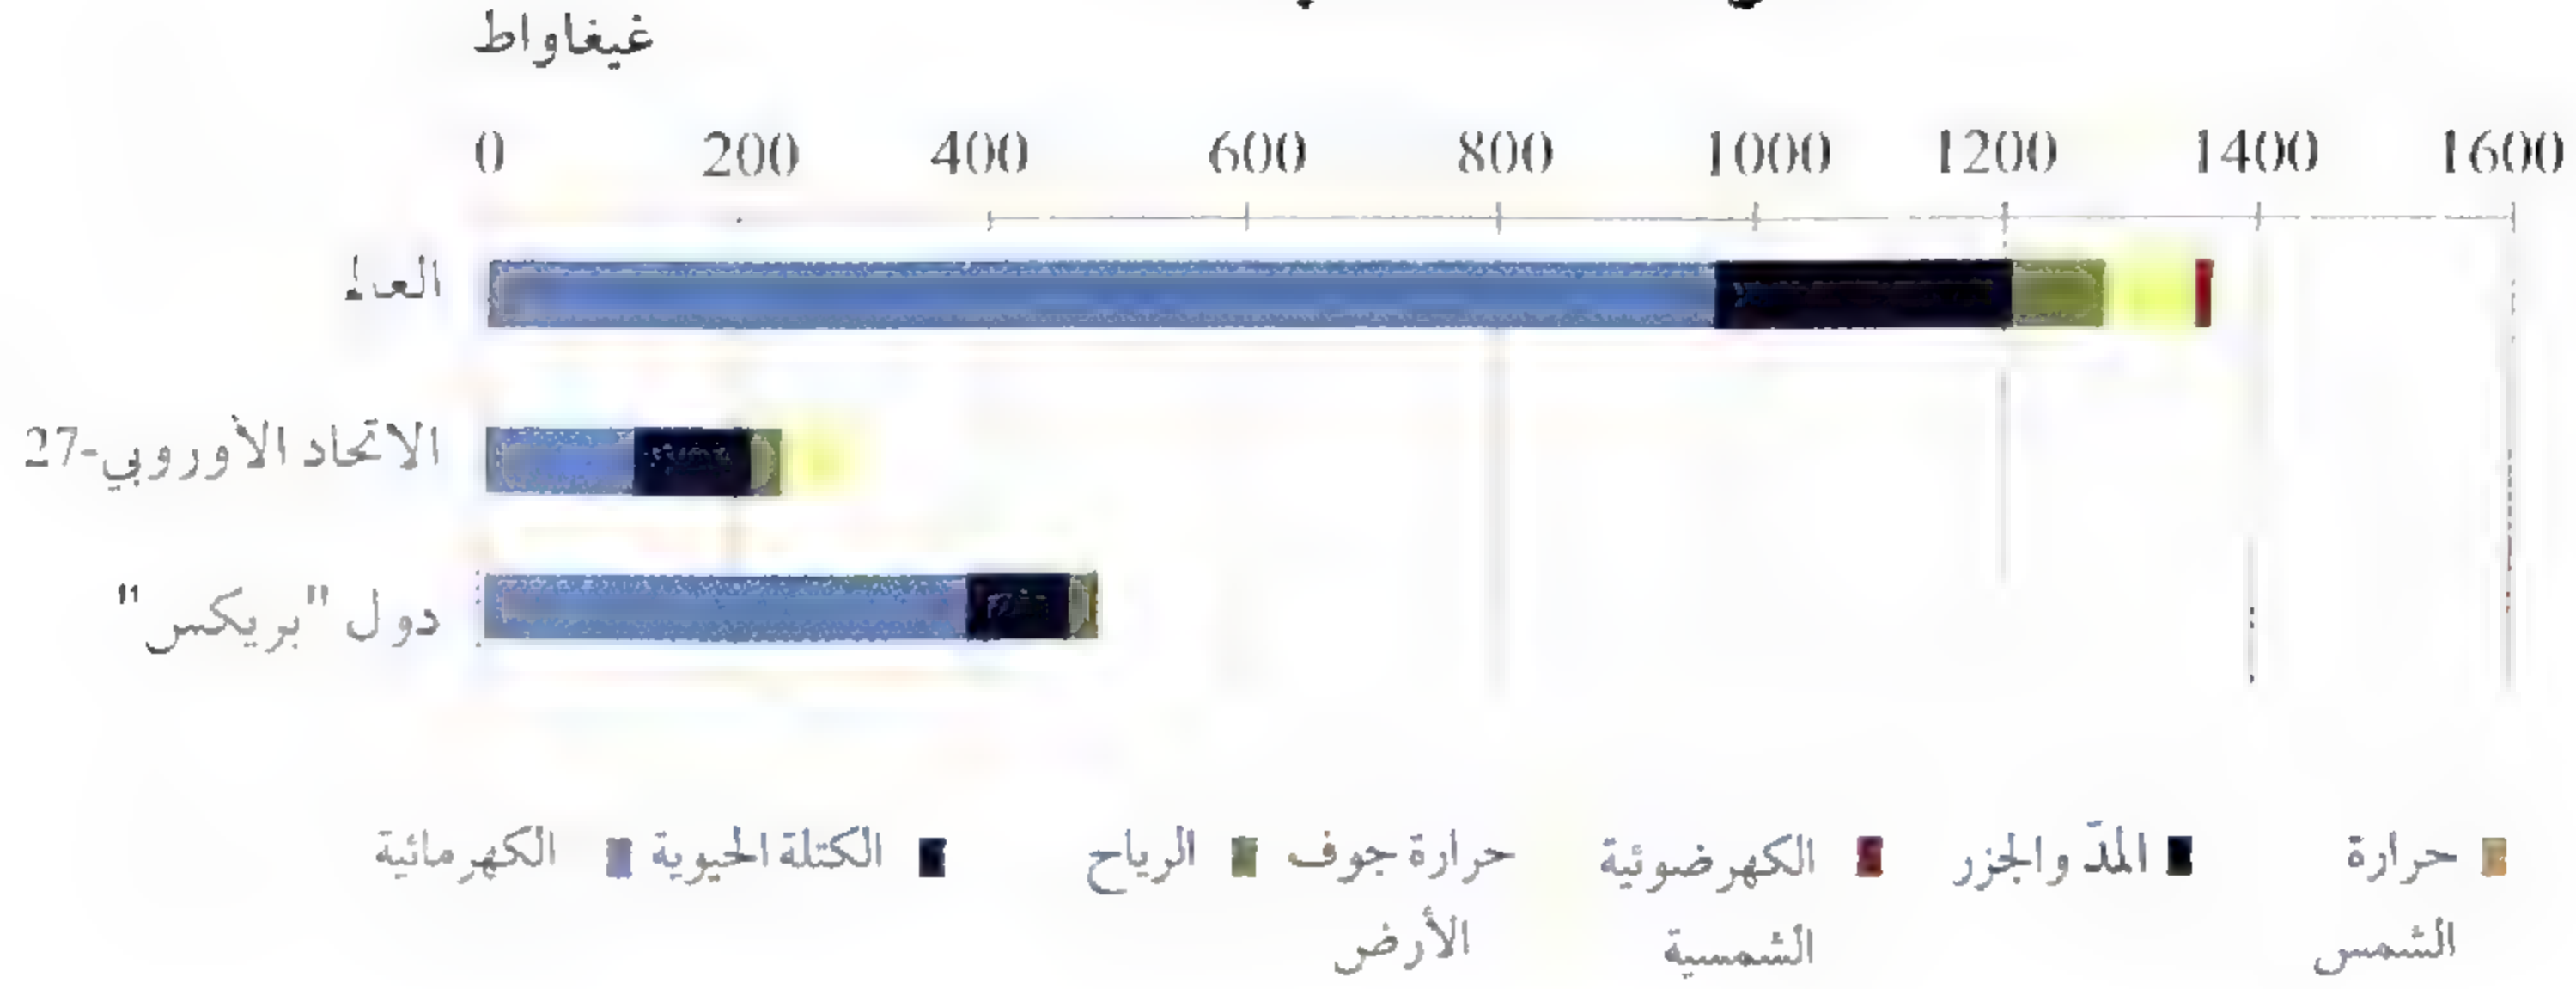 غيغاواط
0 200 400 600 800 1000 1200 1400 1600
الاتحاد الأوروبي-27
دول "بريكس"
حرارة الشمس
المدّ والجزر
الكهرضوئية الشمسية
حرارة جوف الأرض
الرياح
الكتلة الحيوية
الكهرمائية